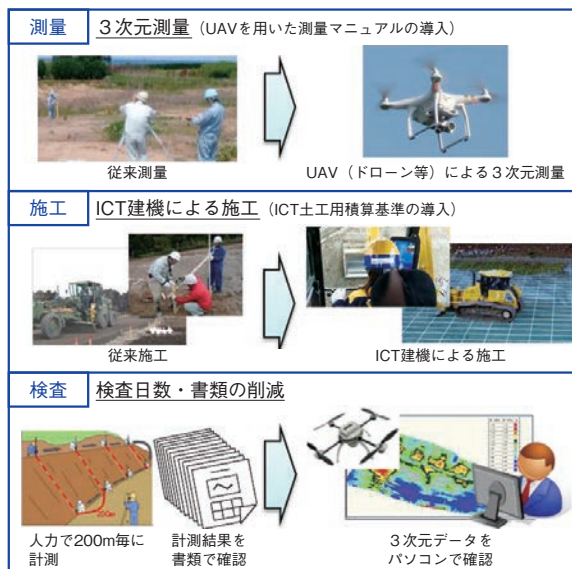 測量
３次元測量（UAVを用いた測量マニュアルの導入）
従来測量
UAV（ドローン等）による３次元測量
施工
ICT建機による施工（ICT土工用積算基準の導入）
従来施工
ICT建機による施工
検査
検査日数・書類の削減
200m
人力で200m毎に
計測
計測結果を
書類で確認
３次元データを
パソコンで確認